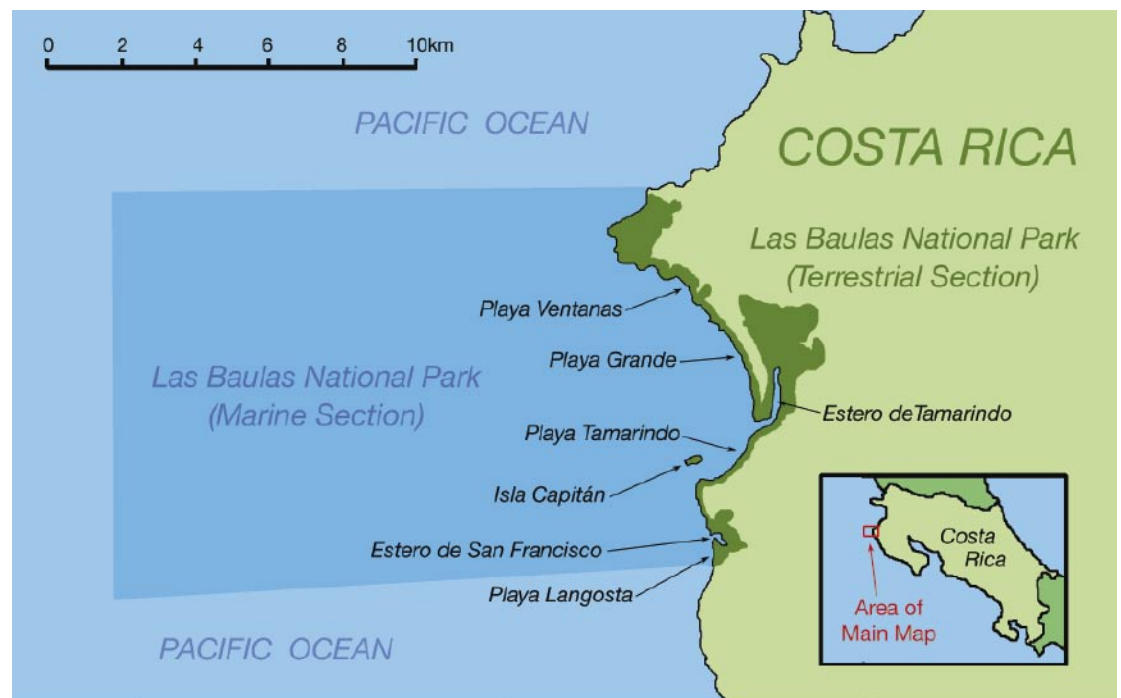 0 2 4 6 8 10km
PACIFIC OCEAN
COSTA RICA
Las Baulas National Park
(Terrestrial Section)
Playa Ventanas
Playa Grande
Las Baulas National Park
(Marine Section)
Estero de Tamarindo
Playa Tamarindo
Isla Capitán
Estero de San Francisco
Playa Langosta
PACIFIC OCEAN
Costa
Rica
Area of
Main Map